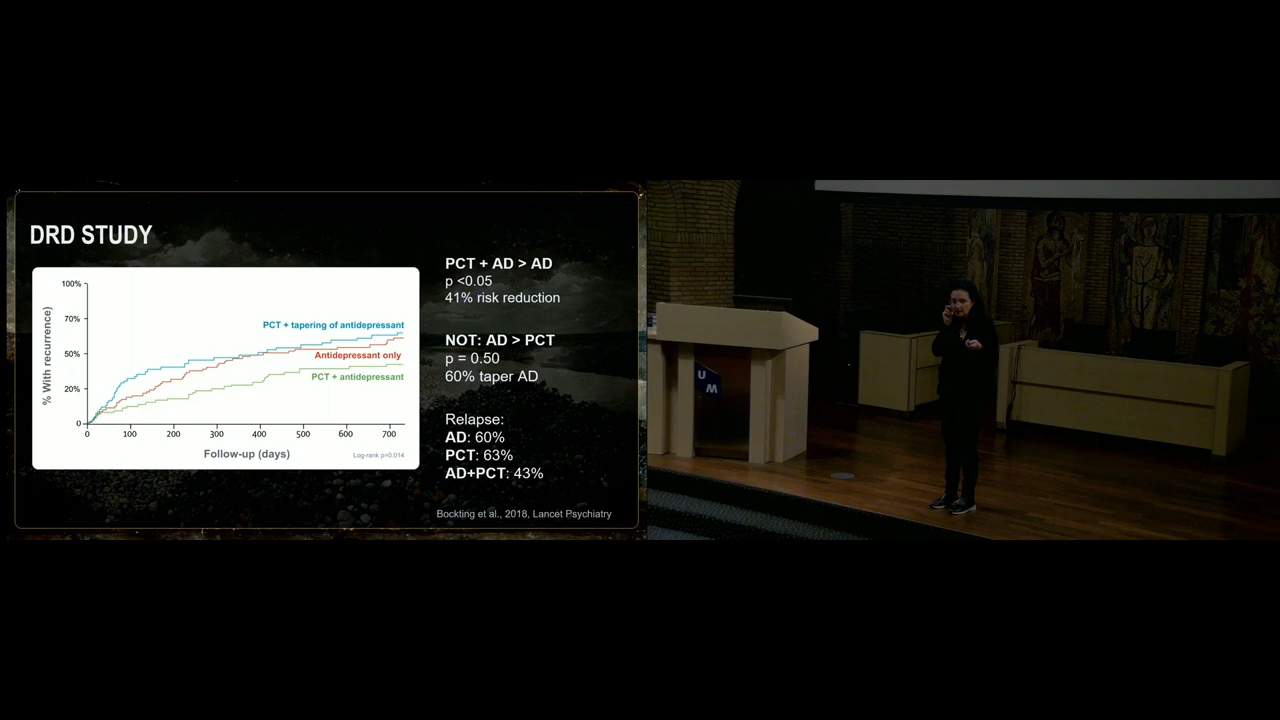 DRD STUDY
100%
70%
50%
20%
0
% With recurrence)
PCT + tapering of antidepressant
Antidepressant only
PCT + antidepressant
0 100 200 300 400 500 600 700
Follow-up (days)
Log-rank p=0.014
PCT + AD > AD
p <0.05
41% risk reduction
NOT: AD > PCT
p = 0.50
60% taper AD
Relapse:
AD: 60%
PCT: 63%
AD+PCT: 43%
Bockting et al., 2018, Lancet Psychiatry
U
M